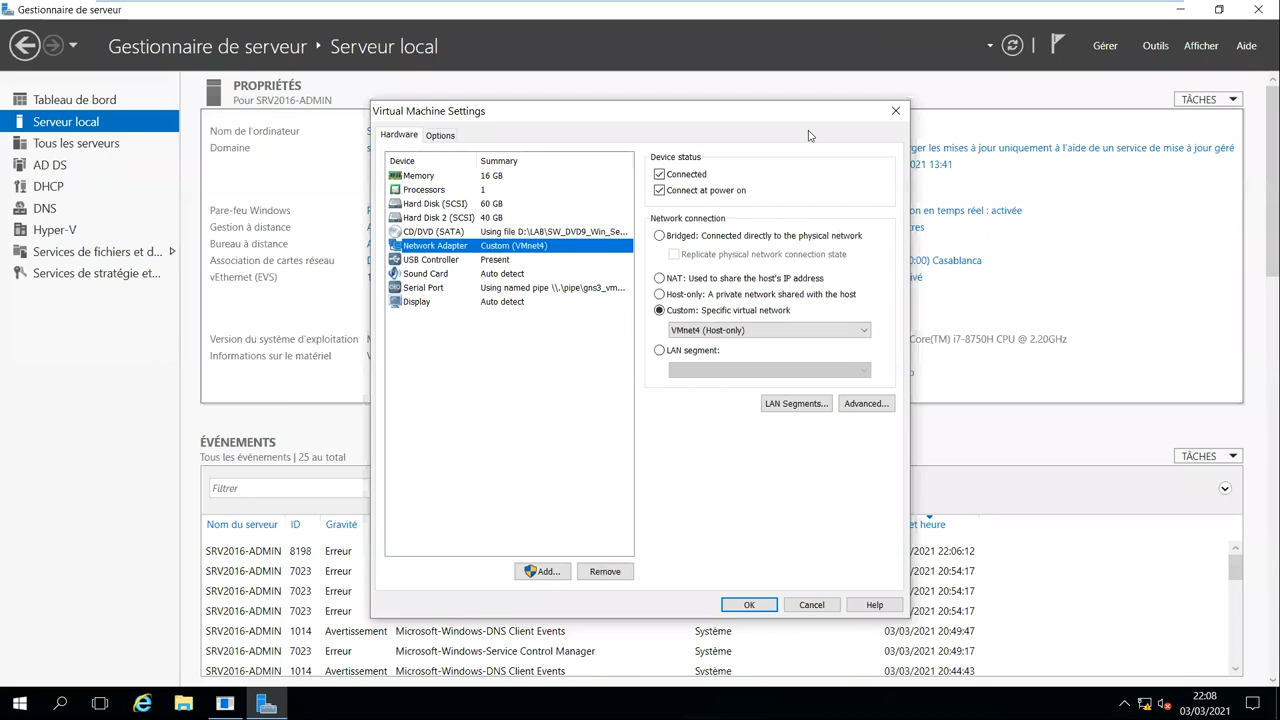 Gestionnaire de serveur
Gestionnaire de serveur ‣ Serveur local
Gérer
Outils
Afficher
Aide
Tableau de bord
Serveur local
Tous les serveurs
AD DS
DHCP
DNS
Hyper-V
Services de fichiers et d...
Services de stratégie et...
PROPRIÉTÉS
Pour SRV2016-ADMIN
TÂCHES
Nom de l'ordinateur
Domaine
rger les mises à jour uniquement à l'aide de un service de mise à jour géré
2021 13:41
Pare-feu Windows
on en temps réel : activée
Gestion à distance
Bureau à distance
Association de cartes réseau
0:00) Casablanca
vEthernet (EVS)
Version du système d'exploitation
Core(TM) i7-8750H CPU @ 2.20GHz
Informations sur le matériel
Virtual Machine Settings
Hardware
Options
Device Summary
Memory 16 GB
Processors 1
Hard Disk (SCSI) 60 GB
Hard Disk 2 (SCSI) 40 GB
CD/DVD (SATA) Using file D:\LAB\SW_DVD9_Win_Se...
Network Adapter Custom (VMnet4)
USB Controller Present
Sound Card Auto detect
Serial Port Using named pipe \\.\pipe\gns3_vm...
Display Auto detect
Add...
Remove
Device status
Connected
Connect at power on
Network connection
Bridged: Connected directly to the physical network
Replicate physical network connection state
NAT: Used to share the host's IP address
Host-only: A private network shared with the host
Custom: Specific virtual network
VMnet4 (Host-only)
LAN segment:
LAN Segments...
Advanced...
OK
Cancel
Help
ÉVÉNEMENTS
Tous les événements | 25 au total
TÂCHES
Filtrer
Nom du serveur ID Gravité et heure
SRV2016-ADMIN 8198 Erreur /2021 22:06:12
SRV2016-ADMIN 7023 Erreur /2021 20:54:17
SRV2016-ADMIN 7023 Erreur /2021 20:54:17
SRV2016-ADMIN 7023 Erreur /2021 20:54:17
SRV2016-ADMIN 1014 Avertissement Microsoft-Windows-DNS Client Events Système 03/03/2021 20:49:47
SRV2016-ADMIN 7023 Erreur Microsoft-Windows-Service Control Manager Système 03/03/2021 20:49:17
SRV2016-ADMIN 1014 Avertissement Microsoft-Windows-DNS Client Events Système 03/03/2021 20:44:43
22:08
03/03/2021